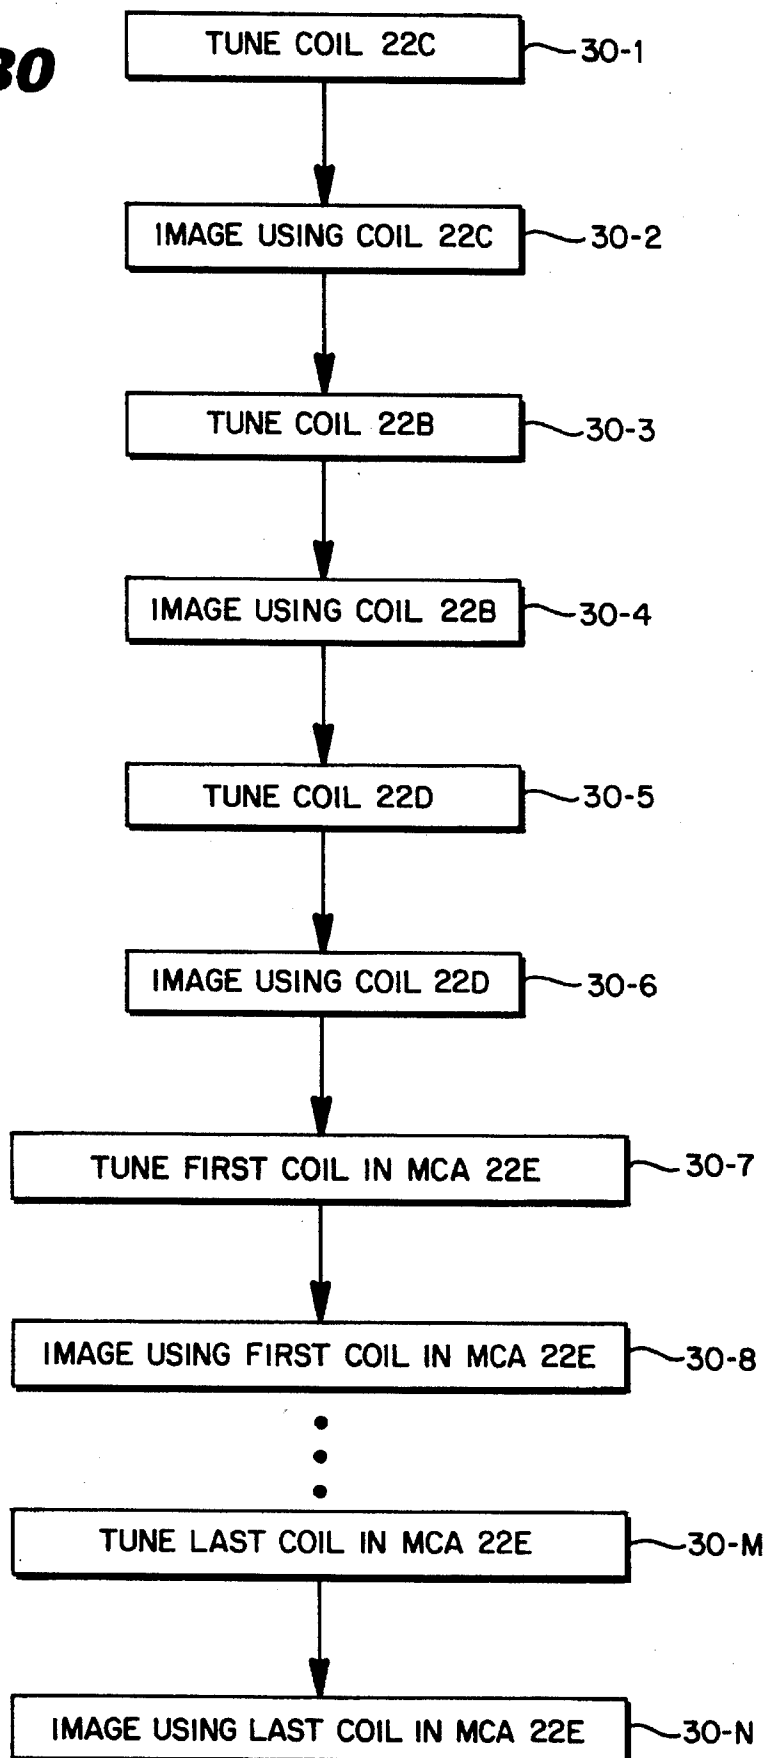 TUNE COIL 22C 30-1
30
IMAGE USING COIL 22C 30-2
TUNE COIL 22B 30-3
IMAGE USING COIL 22B 30-4
TUNE COIL 22D 30-5
IMAGE USING COIL 22D 30-6
TUNE FIRST COIL IN MCA 22E 30-7
IMAGE USING FIRST COIL IN MCA 22E 30-8
TUNE LAST COIL IN MCA 22E 30-M
IMAGE USING LAST COIL IN MCA 22E 30-N